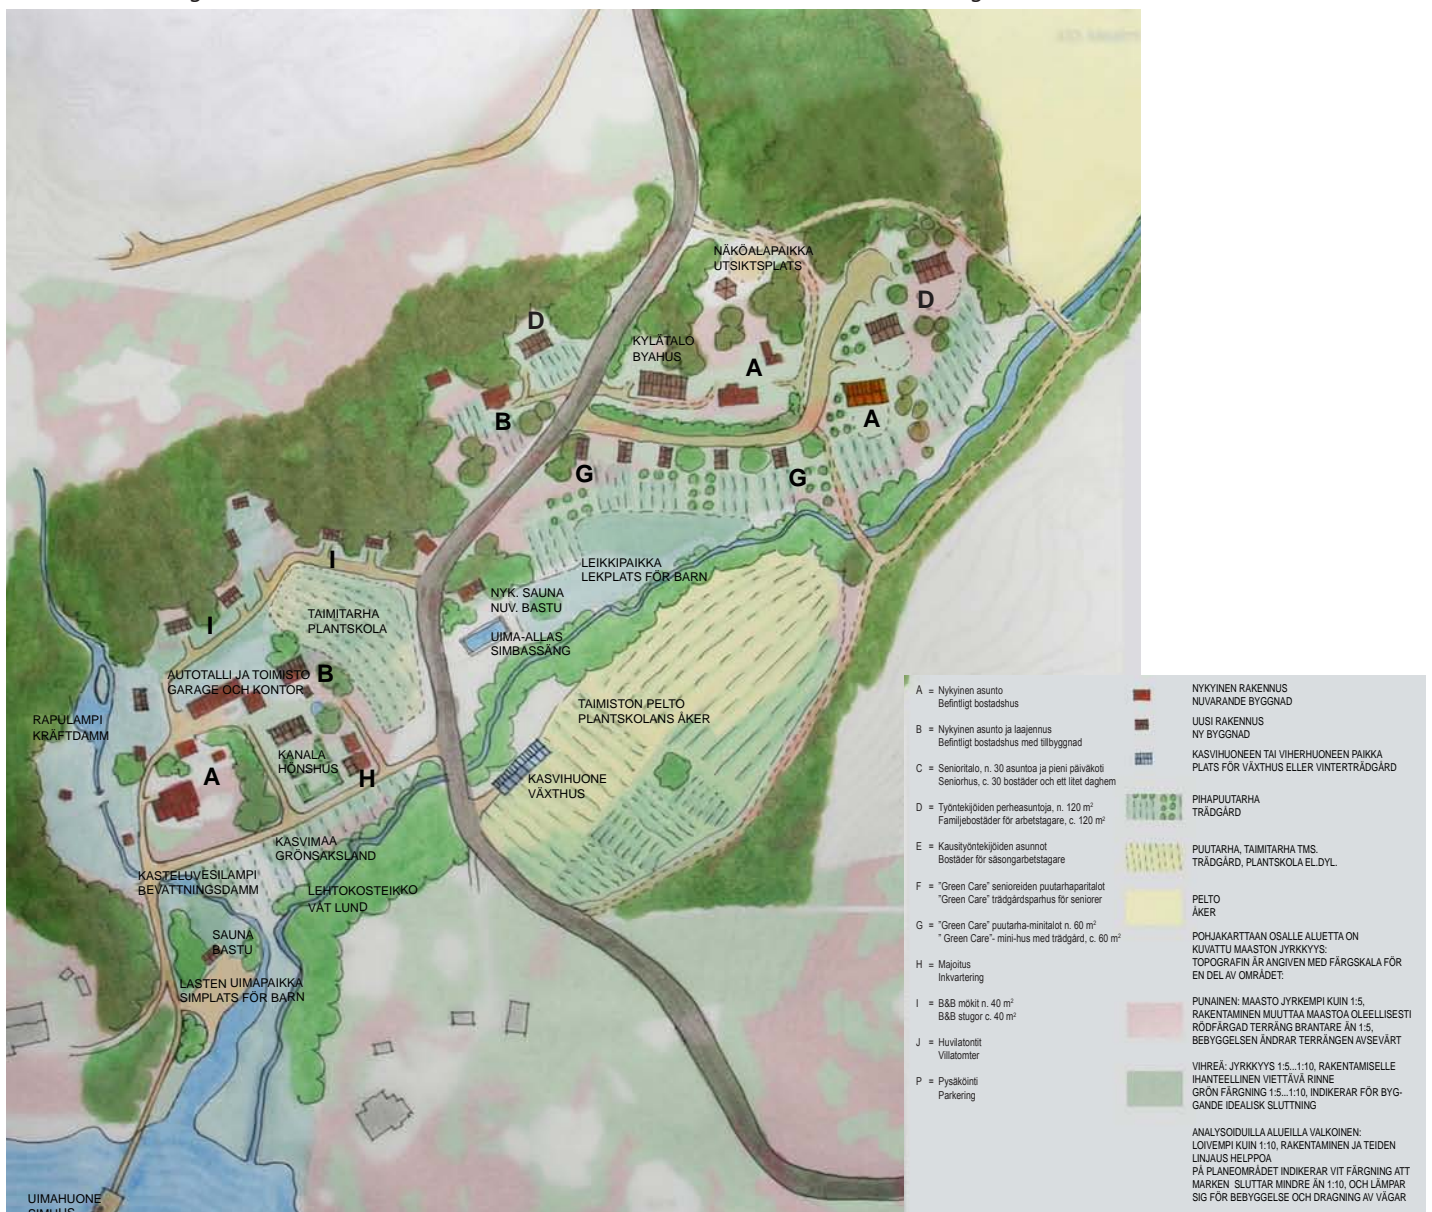 NÄKÖALAPAIKKA
UTSIKTSPLATS
D
D
KYLÄTALO
BYAHUS
A
B
A
G
G
LEIKKIPAIKKA
LEKPLATS FÖR BARN
I
NYK. SAUNA
NUV. BASTU
TAIMITARHA
PLANTSKOLA
I
UIMA-ALLAS
SIMBASSÄNG
AUTOTALLI JA TOIMISTO
GARAGE OCH KONTOR
B
TAIMISTON PELTO
PLANTSKOLANS ÅKER
RAPULAMPI
KRÄFTDAMM
KANALA
HÖNSHUS
A
H
KASVIHUONE
VÄXTHUS
KASVIMAA
GRÖNSAKSLAND
KASTELUVESILAMPI
BEVATTNINGSDAMM
LEHTOKOSTEIKKO
VÅT LUND
SAUNA
BASTU
LASTEN UIMAPAIKKA
SIMPLATS FÖR BARN
UIMAHUONE
A = Nykyinen asunto
Befintligt bostadshus
B = Nykyinen asunto ja laajennus
Befintligt bostadshus med tillbyggnad
C = Senioritalo, n. 30 asuntoa ja pieni päiväkoti
Seniorhus, c. 30 bostäder och ett litet daghem
D = Työntekijöiden perheasuntoja, n. 120 m²
Familjebostäder för arbetstagare, c. 120 m²
E = Kausityöntekijöiden asunnot
Bostäder för säsongarbetstagare
F = "Green Care" senioreiden puutarhaparitalot
"Green Care" trädgårdsparhus för seniorer
G = "Green Care" puutarha-minitalot n. 60 m²
" Green Care"- mini-hus med trädgård, c. 60 m²
H = Majoitus
Inkvartering
I = B&B mökit n. 40 m²
B&B stugor c. 40 m²
J = Huvilatontit
Villatomter
P = Pysäköinti
Parkering
NYKYINEN RAKENNUS
NUVARANDE BYGGNAD
UUSI RAKENNUS
NY BYGGNAD
KASVIHUONEEN TAI VIHERHUONEEN PAIKKA
PLATS FÖR VÄXTHUS ELLER VINTERTRÄDGÅRD
PIHAPUUTARHA
TRÄDGÅRD
PUUTARHA, TAIMITARHA TMS.
TRÄDGÅRD, PLANTSKOLA EL.DYL.
PELTO
ÅKER
POHJAKARTTAAN OSALLE ALUETTA ON
KUVATTU MAASTON JYRKKYYS:
TOPOGRAFIN ÄR ANGIVEN MED FÄRGSKALA FÖR
EN DEL AV OMRÅDET:
PUNAINEN: MAASTO JYRKEMPI KUIN 1:5,
RAKENTAMINEN MUUTTAA MAASTOA OLEELLISESTI
RÖDFÄRGAD TERRÄNG BRANTARE ÄN 1:5,
BEBYGGELSEN ÄNDRAR TERRÄNGEN AVSEVÄRT
VIHREÄ: JYRKKYYS 1:5...1:10, RAKENTAMISELLE
IHANTEELLINEN VIETTÄVÄ RINNE
GRÖN FÄRGNING 1:5...1:10, INDIKERAR FÖR BYG-
GANDE IDEALISK SLUTTNING
ANALYSOIDUILLA ALUEILLA VALKOINEN:
LOIVEMPI KUIN 1:10, RAKENTAMINEN JA TEIDEN
LINJAUS HELPPOA
PÅ PLANEOMRÅDET INDIKERAR VIT FÄRGNING ATT
MARKEN SLUTTAR MINDRE ÄN 1:10, OCH LÄMPAR
SIG FÖR BEBYGGELSE OCH DRAGNING AV VÄGAR